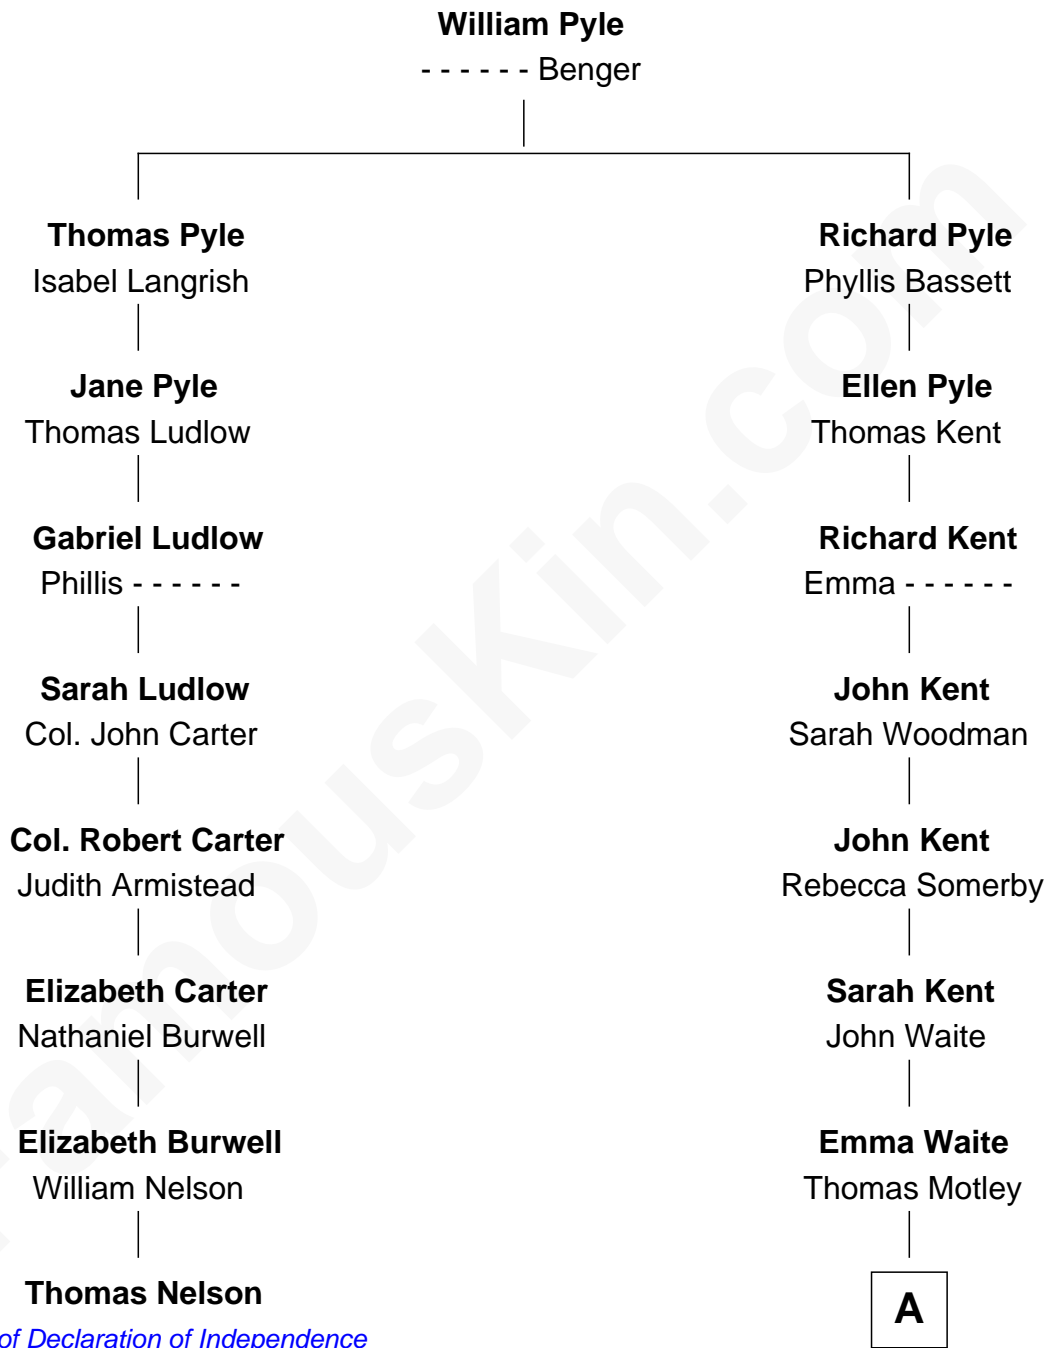 William Pyle
- - - - - - Benger
Thomas Pyle
Isabel Langrish
Richard Pyle
Phyllis Bassett
Jane Pyle
Thomas Ludlow
Ellen Pyle
Thomas Kent
Gabriel Ludlow
Phillis - - - - - -
Richard Kent
Emma - - - - - -
Sarah Ludlow
Col. John Carter
John Kent
Sarah Woodman
Col. Robert Carter
Judith Armistead
John Kent
Rebecca Somerby
Elizabeth Carter
Nathaniel Burwell
Sarah Kent
John Waite
Elizabeth Burwell
William Nelson
Emma Waite
Thomas Motley
Thomas Nelson
of Declaration of Independence
A
amouskin.com